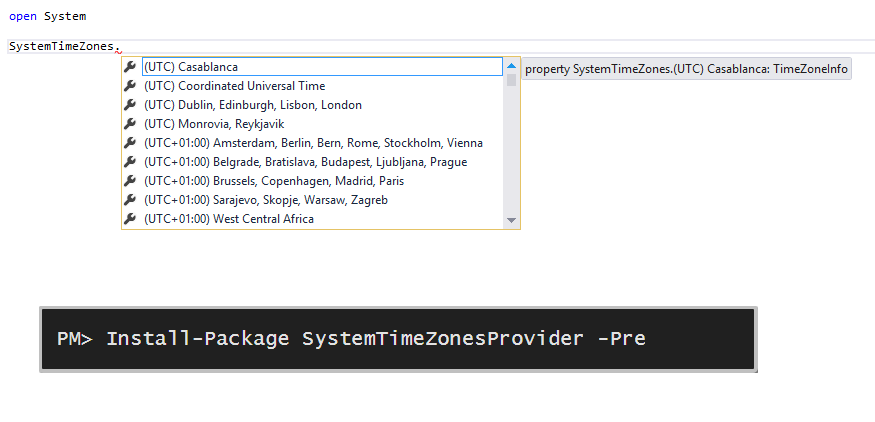 open System
SystemTimeZones.
(UTC) Casablanca
property SystemTimeZones.(UTC) Casablanca: TimeZoneInfo
(UTC) Coordinated Universal Time
(UTC) Dublin, Edinburgh, Lisbon, London
(UTC) Monrovia, Reykjavik
(UTC+01:00) Amsterdam, Berlin, Bern, Rome, Stockholm, Vienna
(UTC+01:00) Belgrade, Bratislava, Budapest, Ljubljana, Prague
(UTC+01:00) Brussels, Copenhagen, Madrid, Paris
(UTC+01:00) Sarajevo, Skopje, Warsaw, Zagreb
(UTC+01:00) West Central Africa
PM> Install-Package SystemTimeZonesProvider -Pre